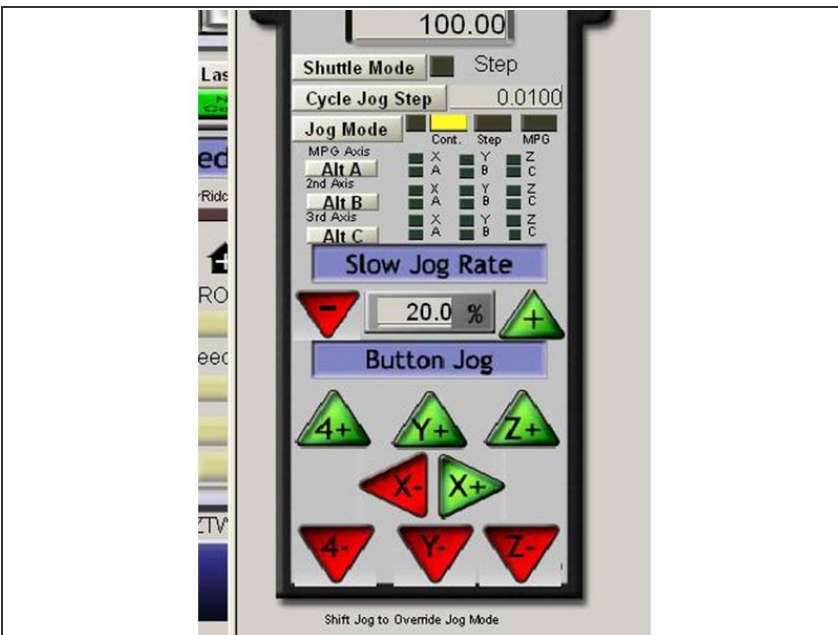 100.00
Shuttle Mode Step
Las
Cycle Jog Step 0.0100
Jog Mode
Cont. Step MPG
ed
MPG Axis X Y Z
Alt A A B C
2nd Axis X Y Z
Alt B A B C
3rd Axis X Y Z
Alt C A B C
Slow Jog Rate
RO
- 20.0 % +
Button Jog
eed
4+ Y+ Z+
X- X+
4- Y- Z-
Shift Jog to Override Jog Mode